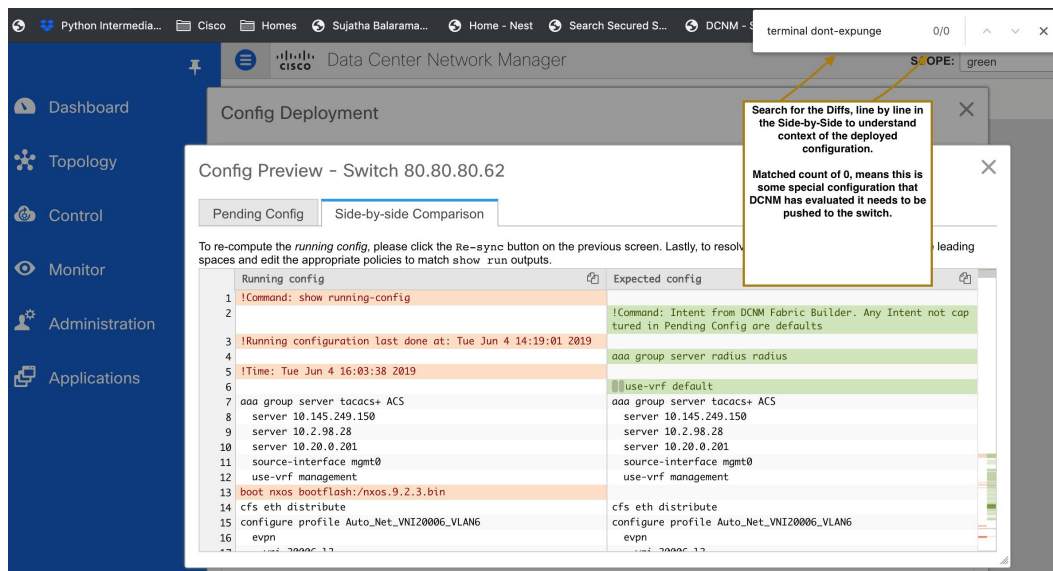 Python Intermedia... Cisco Homes Sujatha Balarama... Home - Nest Search Secured S... DCNM - S
terminal dont-expunge 0/0
cisco Data Center Network Manager
SCOPE: green
Dashboard
Topology
Control
Monitor
Administration
Applications
Config Deployment
Search for the Diffs, line by line in
the Side-by-Side to understand
context of the deployed
configuration.
Matched count of 0, means this is
some special configuration that
DCNM has evaluated it needs to be
pushed to the switch.
Config Preview - Switch 80.80.80.62
Pending Config Side-by-side Comparison
To re-compute the running config, please click the Re-sync button on the previous screen. Lastly, to resolv leading
spaces and edit the appropriate policies to match show run outputs.
Running config Expected config
1 !Command: show running-config
2 !Command: Intent from DCNM Fabric Builder. Any Intent not cap
tured in Pending Config are defaults
3 !Running configuration last done at: Tue Jun 4 14:19:01 2019
4 aaa group server radius radius
5 !Time: Tue Jun 4 16:03:38 2019
6 use-vrf default
7 aaa group server tacacs+ ACS aaa group server tacacs+ ACS
8 server 10.145.249.150 server 10.145.249.150
9 server 10.2.98.28 server 10.2.98.28
10 server 10.20.0.201 server 10.20.0.201
11 source-interface mgmt0 source-interface mgmt0
12 use-vrf management use-vrf management
13 boot nxos bootflash:/nxos.9.2.3.bin
14 cfs eth distribute cfs eth distribute
15 configure profile Auto_Net_VNI20006_VLAN6 configure profile Auto_Net_VNI20006_VLAN6
16 evpn evpn